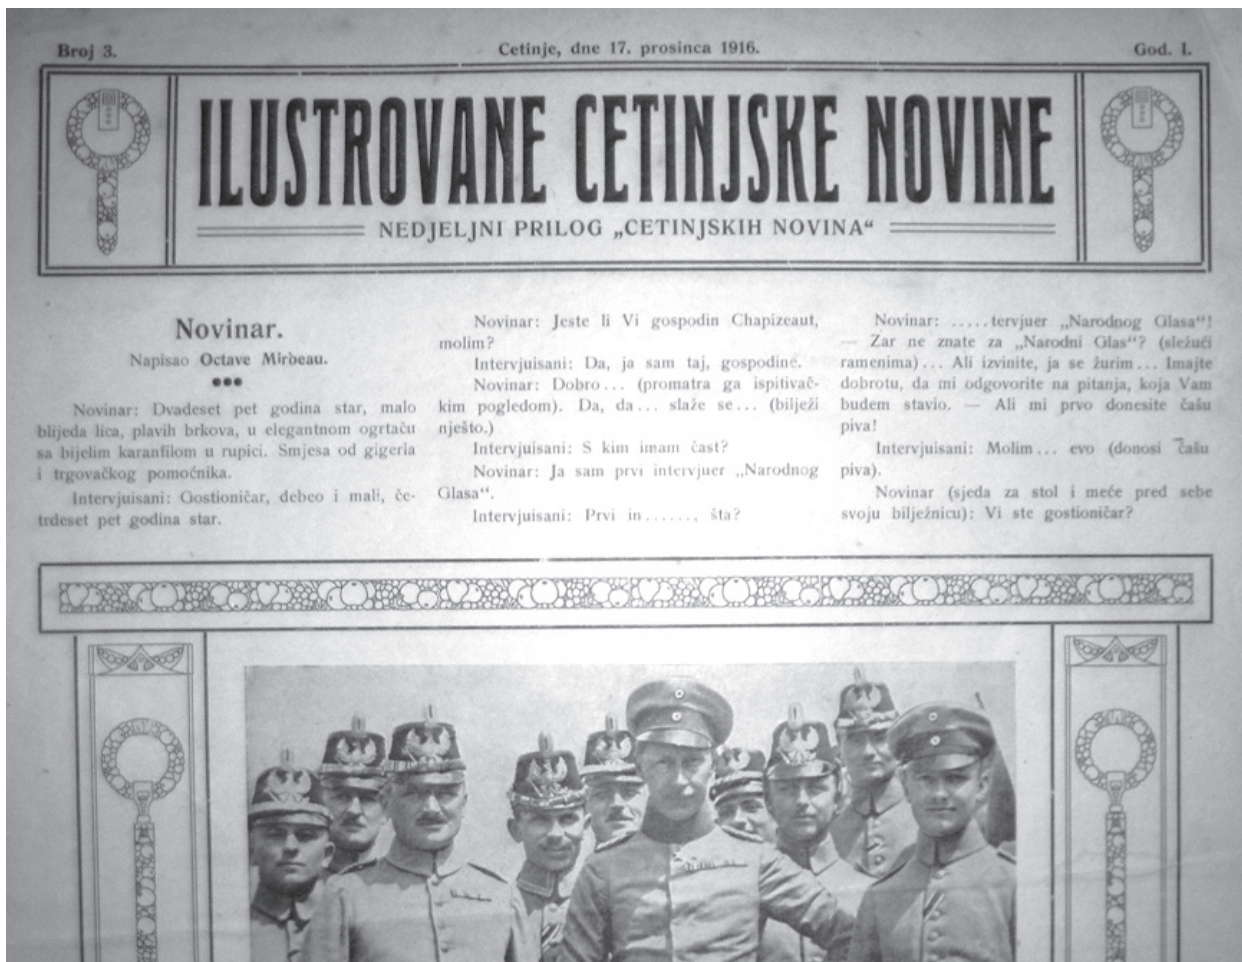 Broj 3.
Cetinje, dne 17. prosinca 1916.
God. I.
ILUSTROVANE CETINJSKE NOVINE
NEDJELJNI PRILOG „CETINJSKIH NOVINA“
Novinar.
Napisao Octave Mirbeau.
Novinar: Dvadeset pet godina star, malo
blijeda lica, plavih brkova, u elegantnom ogrtaču
sa bijelim karanfilom u rupici. Smjesa od gigerla
i trgovačkog pomoćnika.
Intervjuisani: Gostioničar, debeo i mali, če-
trdeset pet godina star.
Novinar: Jeste li Vi gospodin Chapizeaut,
molim?
Intervjuisani: Da, ja sam taj, gospodine.
Novinar: Dobro... (promatra ga ispitivač-
kim pogledom). Da, da... slaže se... (bilježi
nješto.)
Intervjuisani: S kim imam čast?
Novinar: Ja sam prvi intervjuer „Narodnog
Glasa“.
Intervjuisani: Prvi in......, šta?
Novinar: .....tervjuer „Narodnog Glasa“!
— Zar ne znate za „Narodni Glas“? (sležući
ramenima)... Ali izvinite, ja se žurim... Imajte
dobrotu, da mi odgovorite na pitanja, koja Vam
budem stavio. — Ali mi prvo donesite čašu
piva!
Intervjuisani: Molim... evo (donosi čašu
piva).
Novinar (sjeda za stol i meće pred sebe
svoju bilježnicu): Vi ste gostioničar?